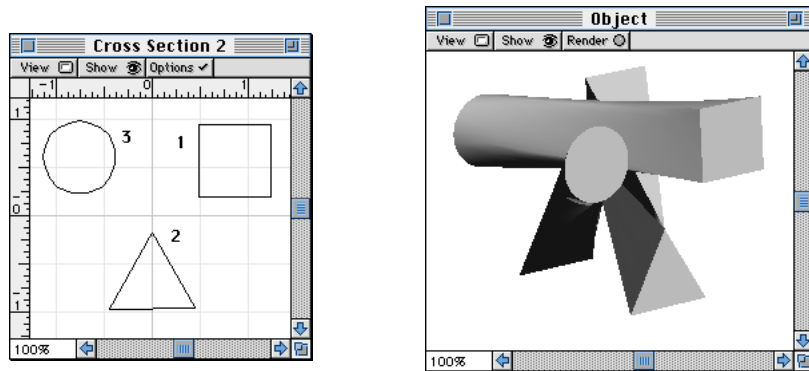 Cross Section 2
View Show Options ✓
-1 0 1
1
0
-1
3
1
2
100%
Object
View Show Render
100%